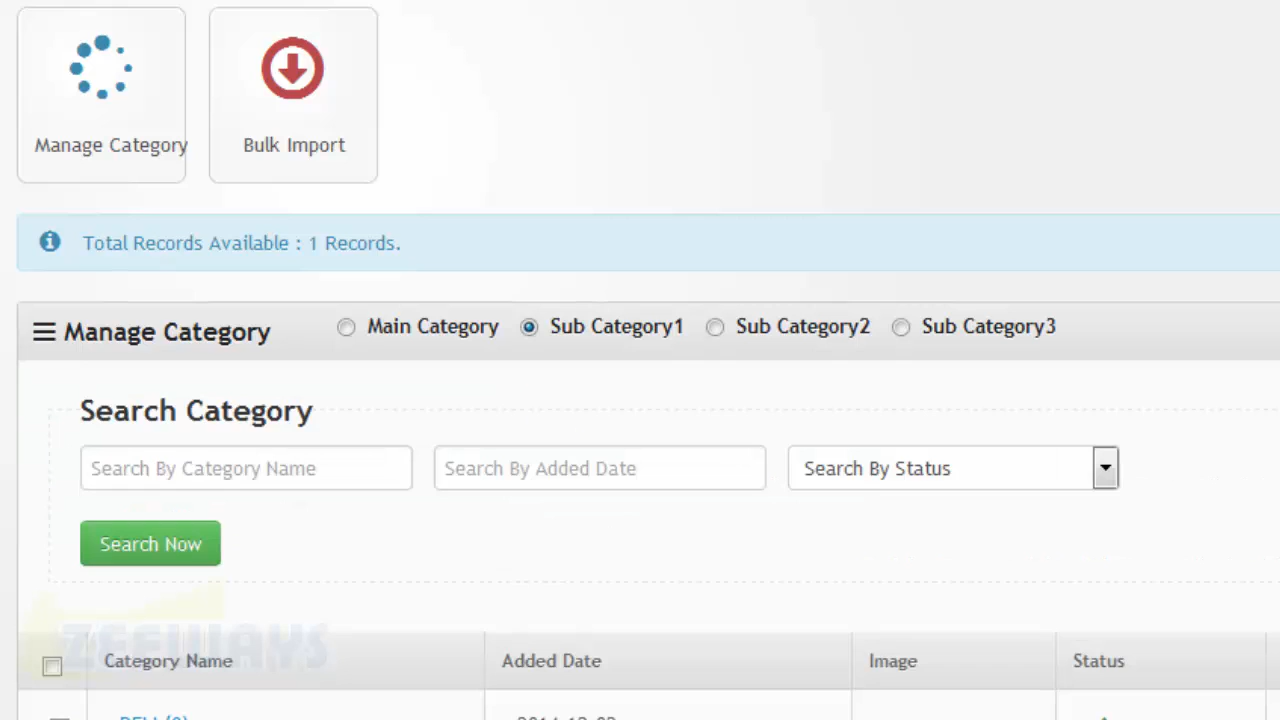 Manage Category
Bulk Import
Total Records Available : 1 Records.
Manage Category
Main Category Sub Category1 Sub Category2 Sub Category3
Search Category
Search By Category Name Search By Added Date Search By Status
Search Now
ZEEWAYS
Category Name Added Date Image Status